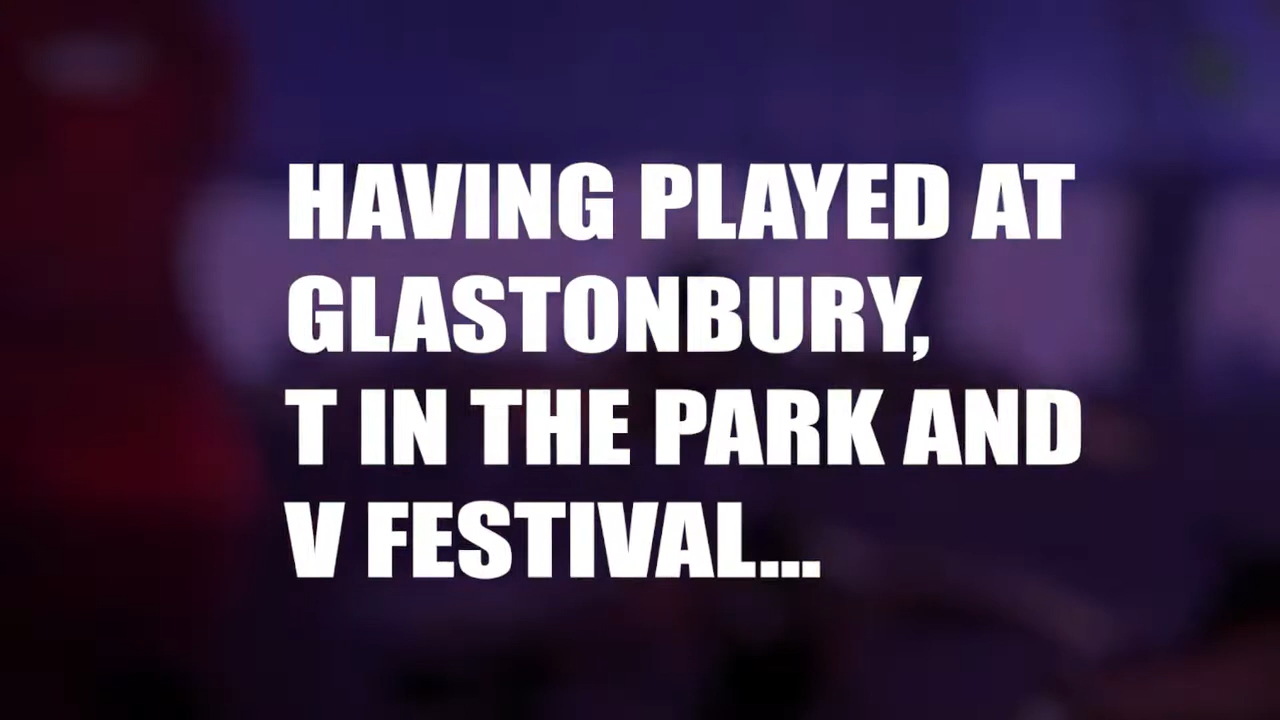 HAVING PLAYED AT
GLASTONBURY,
T IN THE PARK AND
V FESTIVAL...